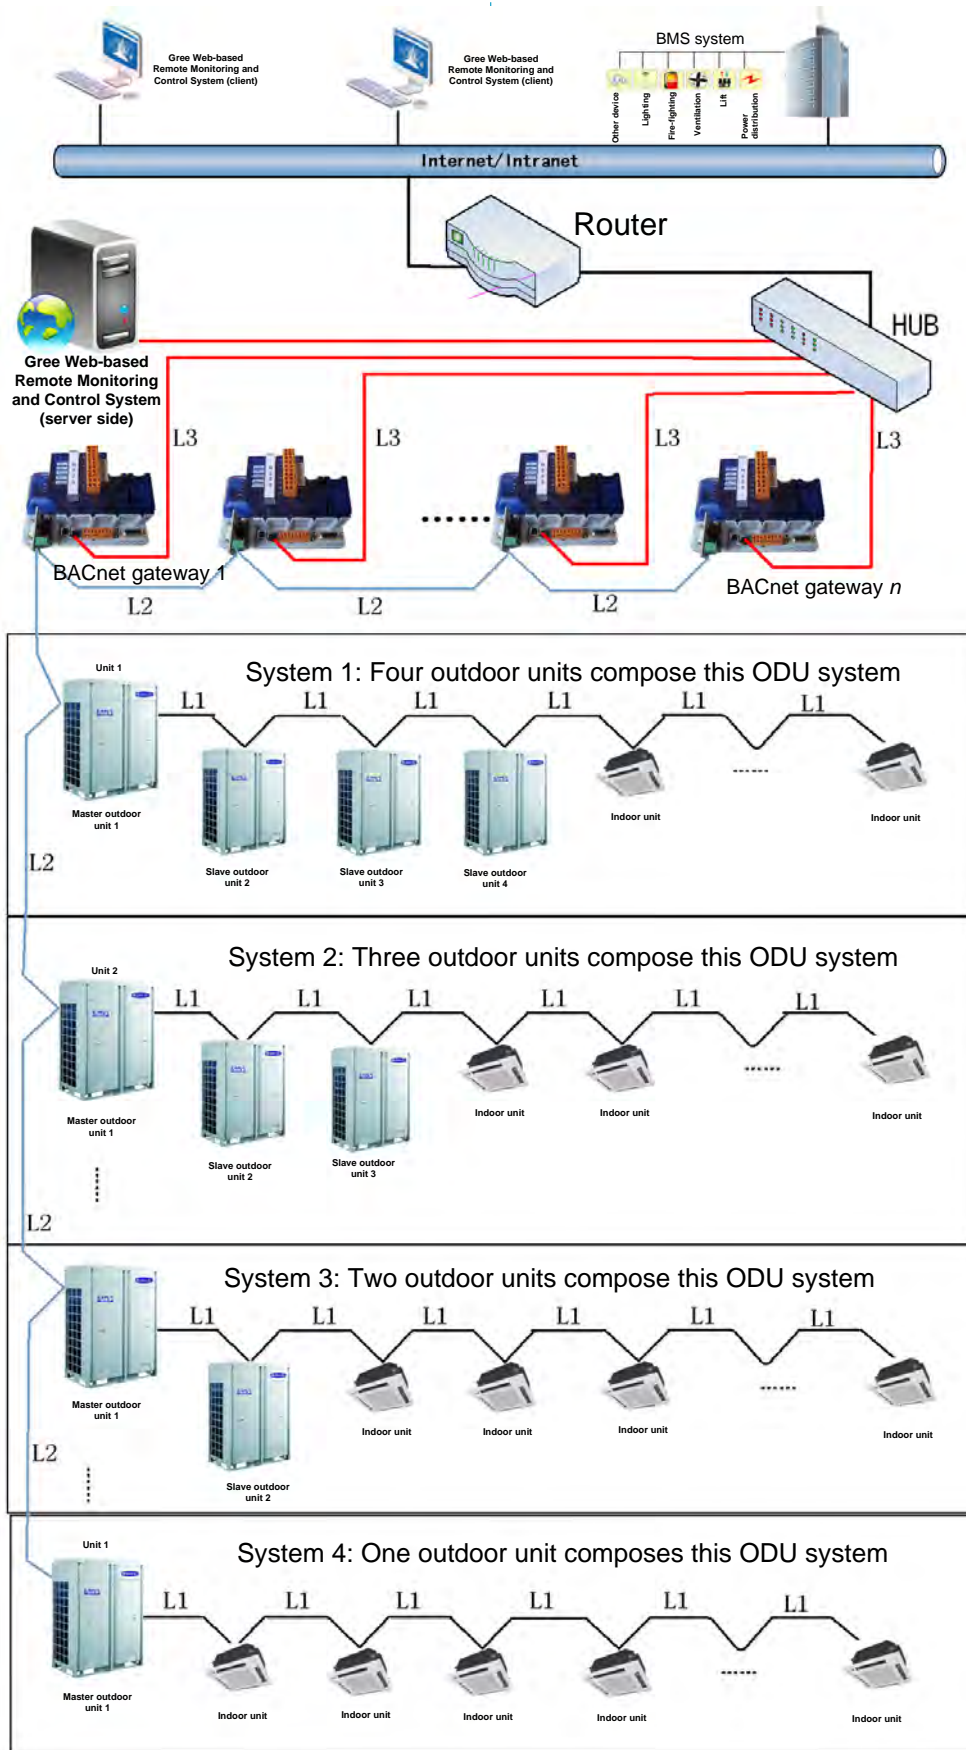 BMS system
Gree Web-based
Remote Monitoring and
Control System (client)
Gree Web-based
Remote Monitoring and
Control System (client)
Other device
Lighting
Fire-fighting
Ventilation
Lift
Power
distribution
Internet/Intranet
Router
HUB
Gree Web-based
Remote Monitoring
and Control System
(server side)
L3
L3
L3
L3
BACnet gateway 1
BACnet gateway n
L2
L2
L2
System 1: Four outdoor units compose this ODU system
Unit 1
L1
L1
L1
L1
L1
L1
Master outdoor
unit 1
Indoor unit
Indoor unit
L2
Slave outdoor
unit 2
Slave outdoor
unit 3
Slave outdoor
unit 4
System 2: Three outdoor units compose this ODU system
Unit 2
L1
L1
L1
L1
L1
L1
Master outdoor
unit 1
Indoor unit
Indoor unit
Indoor unit
Slave outdoor
unit 2
Slave outdoor
unit 3
L2
System 3: Two outdoor units compose this ODU system
L1
L1
L1
L1
L1
L1
Master outdoor
unit 1
Indoor unit
Indoor unit
Indoor unit
Indoor unit
L2
Slave outdoor
unit 2
Unit 1
System 4: One outdoor unit composes this ODU system
L1
L1
L1
L1
L1
L1
Master outdoor
unit 1
Indoor unit
Indoor unit
Indoor unit
Indoor unit
Indoor unit